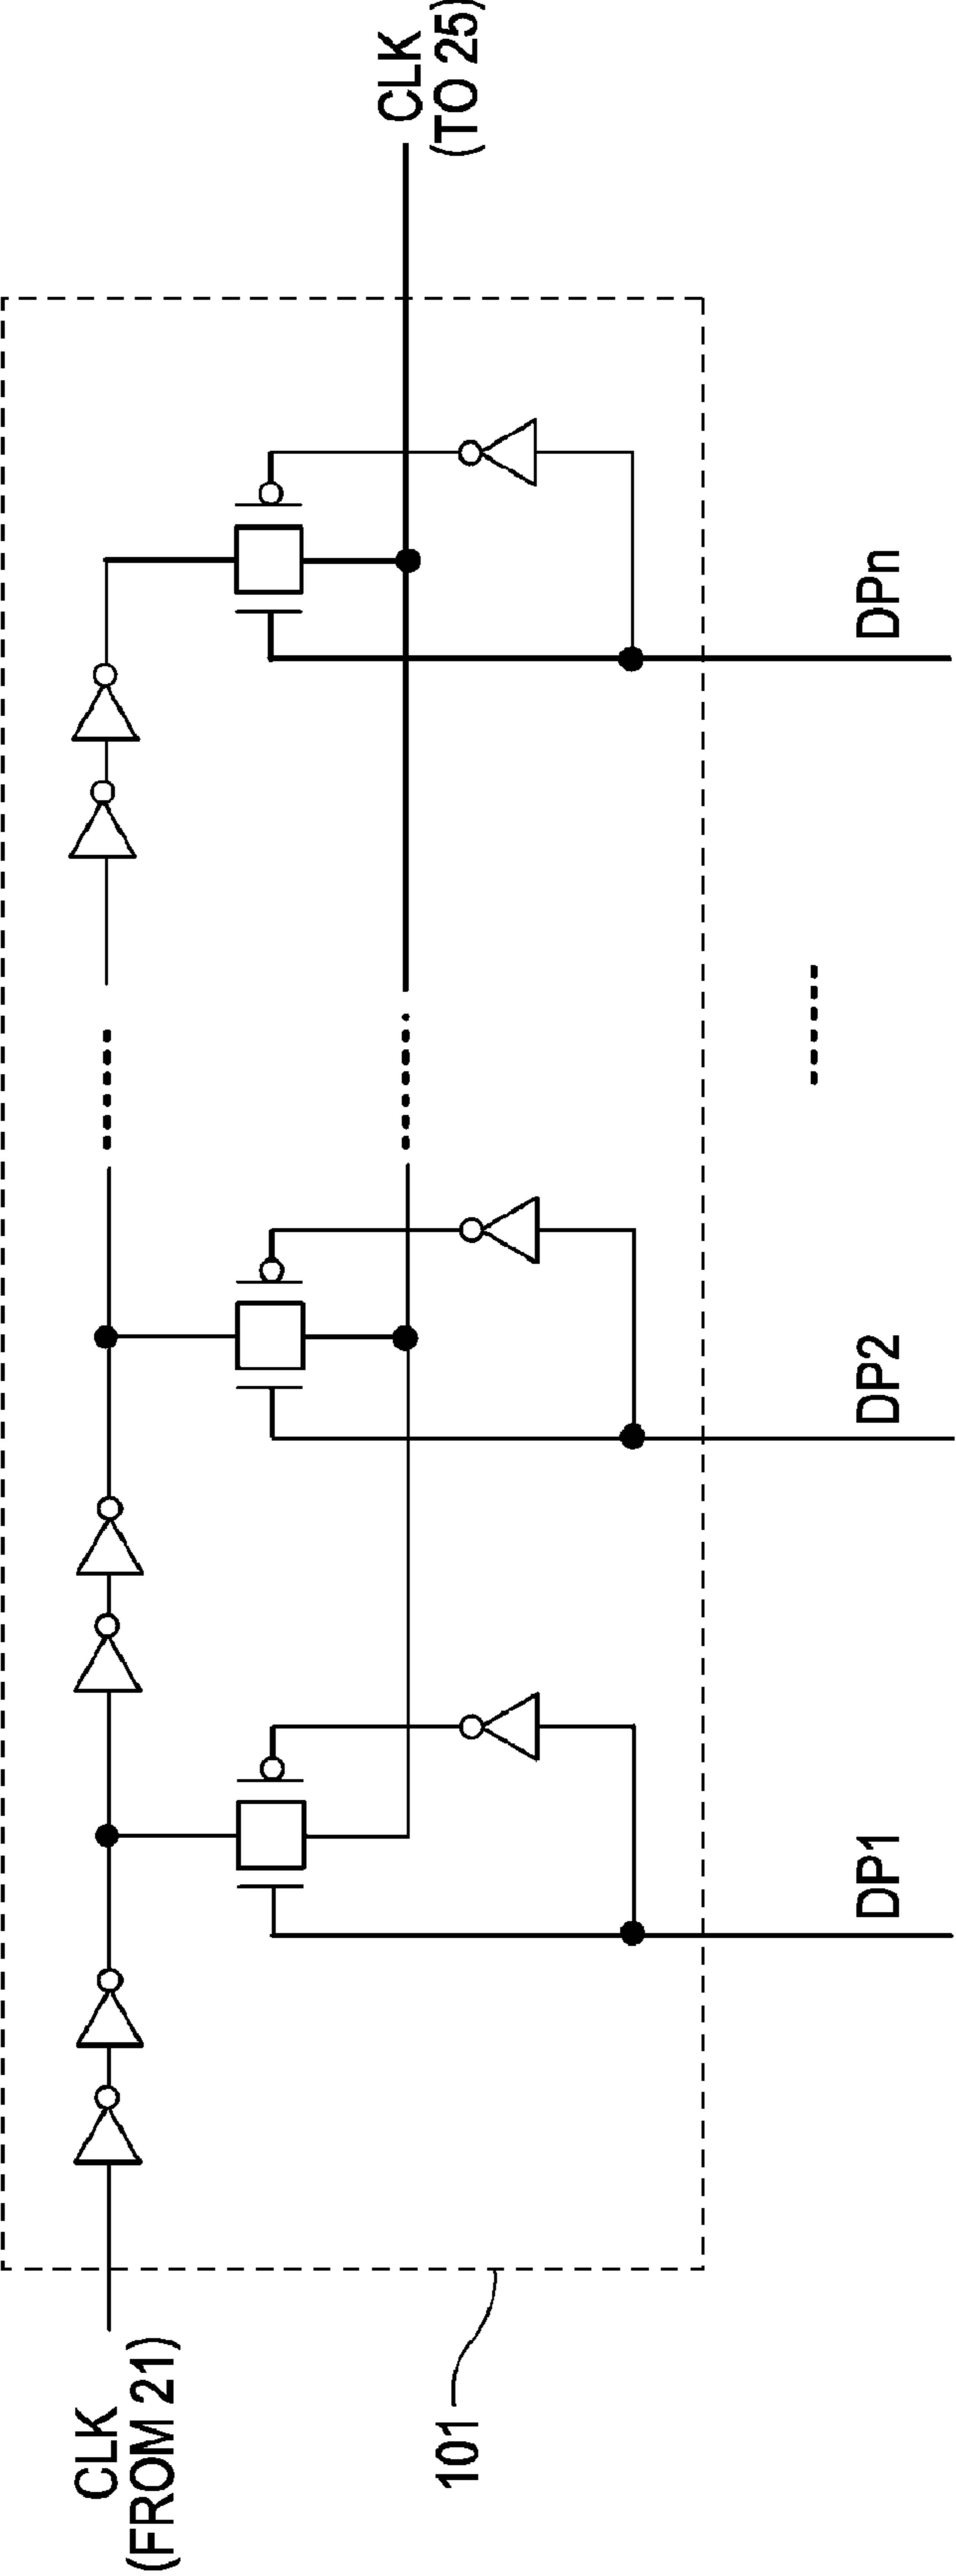 CLK
(FROM 21)
CLK
(TO 25)
101
DP1
DP2
DPn